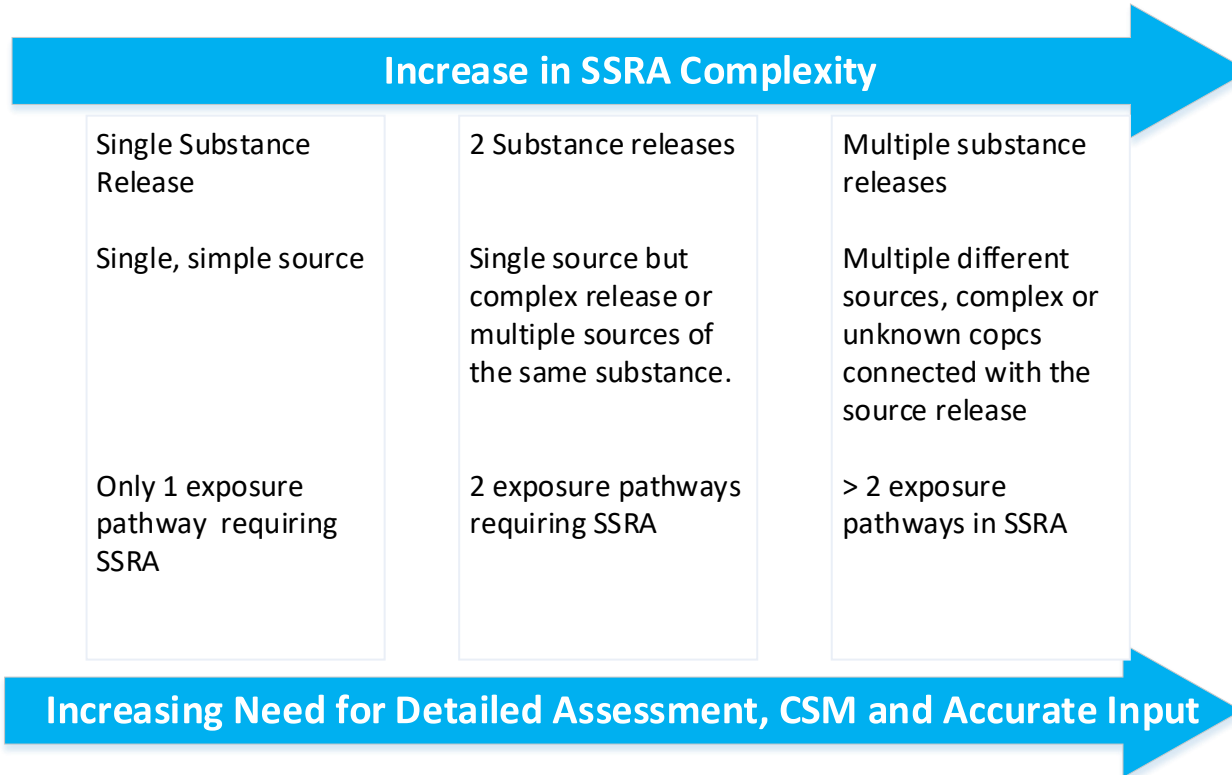 Increase in SSRA Complexity
Single Substance
Release
Single, simple source
Only 1 exposure
pathway requiring
SSRA
2 Substance releases
Single source but
complex release or
multiple sources of
the same substance.
2 exposure pathways
requiring SSRA
Multiple substance
releases
Multiple different
sources, complex or
unknown copcs
connected with the
source release
> 2 exposure
pathways in SSRA
Increasing Need for Detailed Assessment, CSM and Accurate Input